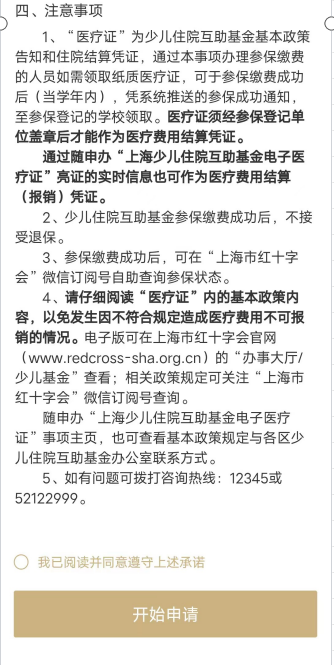 四、注意事项
1、“医疗证”为少儿住院互助基金基本政策
告知和住院结算凭证，通过本事项办理参保缴费
的人员如需领取纸质医疗证，可于参保缴费成功
后（当学年内），凭系统推送的参保成功通知，
至参保登记的学校领取。医疗证须经参保登记单
位盖章后才能作为医疗费用结算凭证。
通过随申办“上海少儿住院互助基金电子医
疗证”亮证的实时信息也可作为医疗费用结算
（报销）凭证。
2、少儿住院互助基金参保缴费成功后，不接
受退保。
3、参保缴费成功后，可在“上海市红十字
会”微信订阅号自助查询参保状态。
4、请仔细阅读“医疗证”内的基本政策内
容，以免发生因不符合规定造成医疗费用不可报
销的情况。电子版可在上海市红十字会官网
（www.redcross-sha.org.cn）的“办事大厅/
少儿基金”查看；相关政策规定可关注“上海市
红十字会”微信订阅号查询。
随申办“上海少儿住院互助基金电子医疗
证”事项主页，也可查看基本政策规定与各区少
儿住院互助基金办公室联系方式。
5、如有问题可拨打咨询热线：12345或
52122999。
我已阅读并同意遵守上述承诺
开始申请